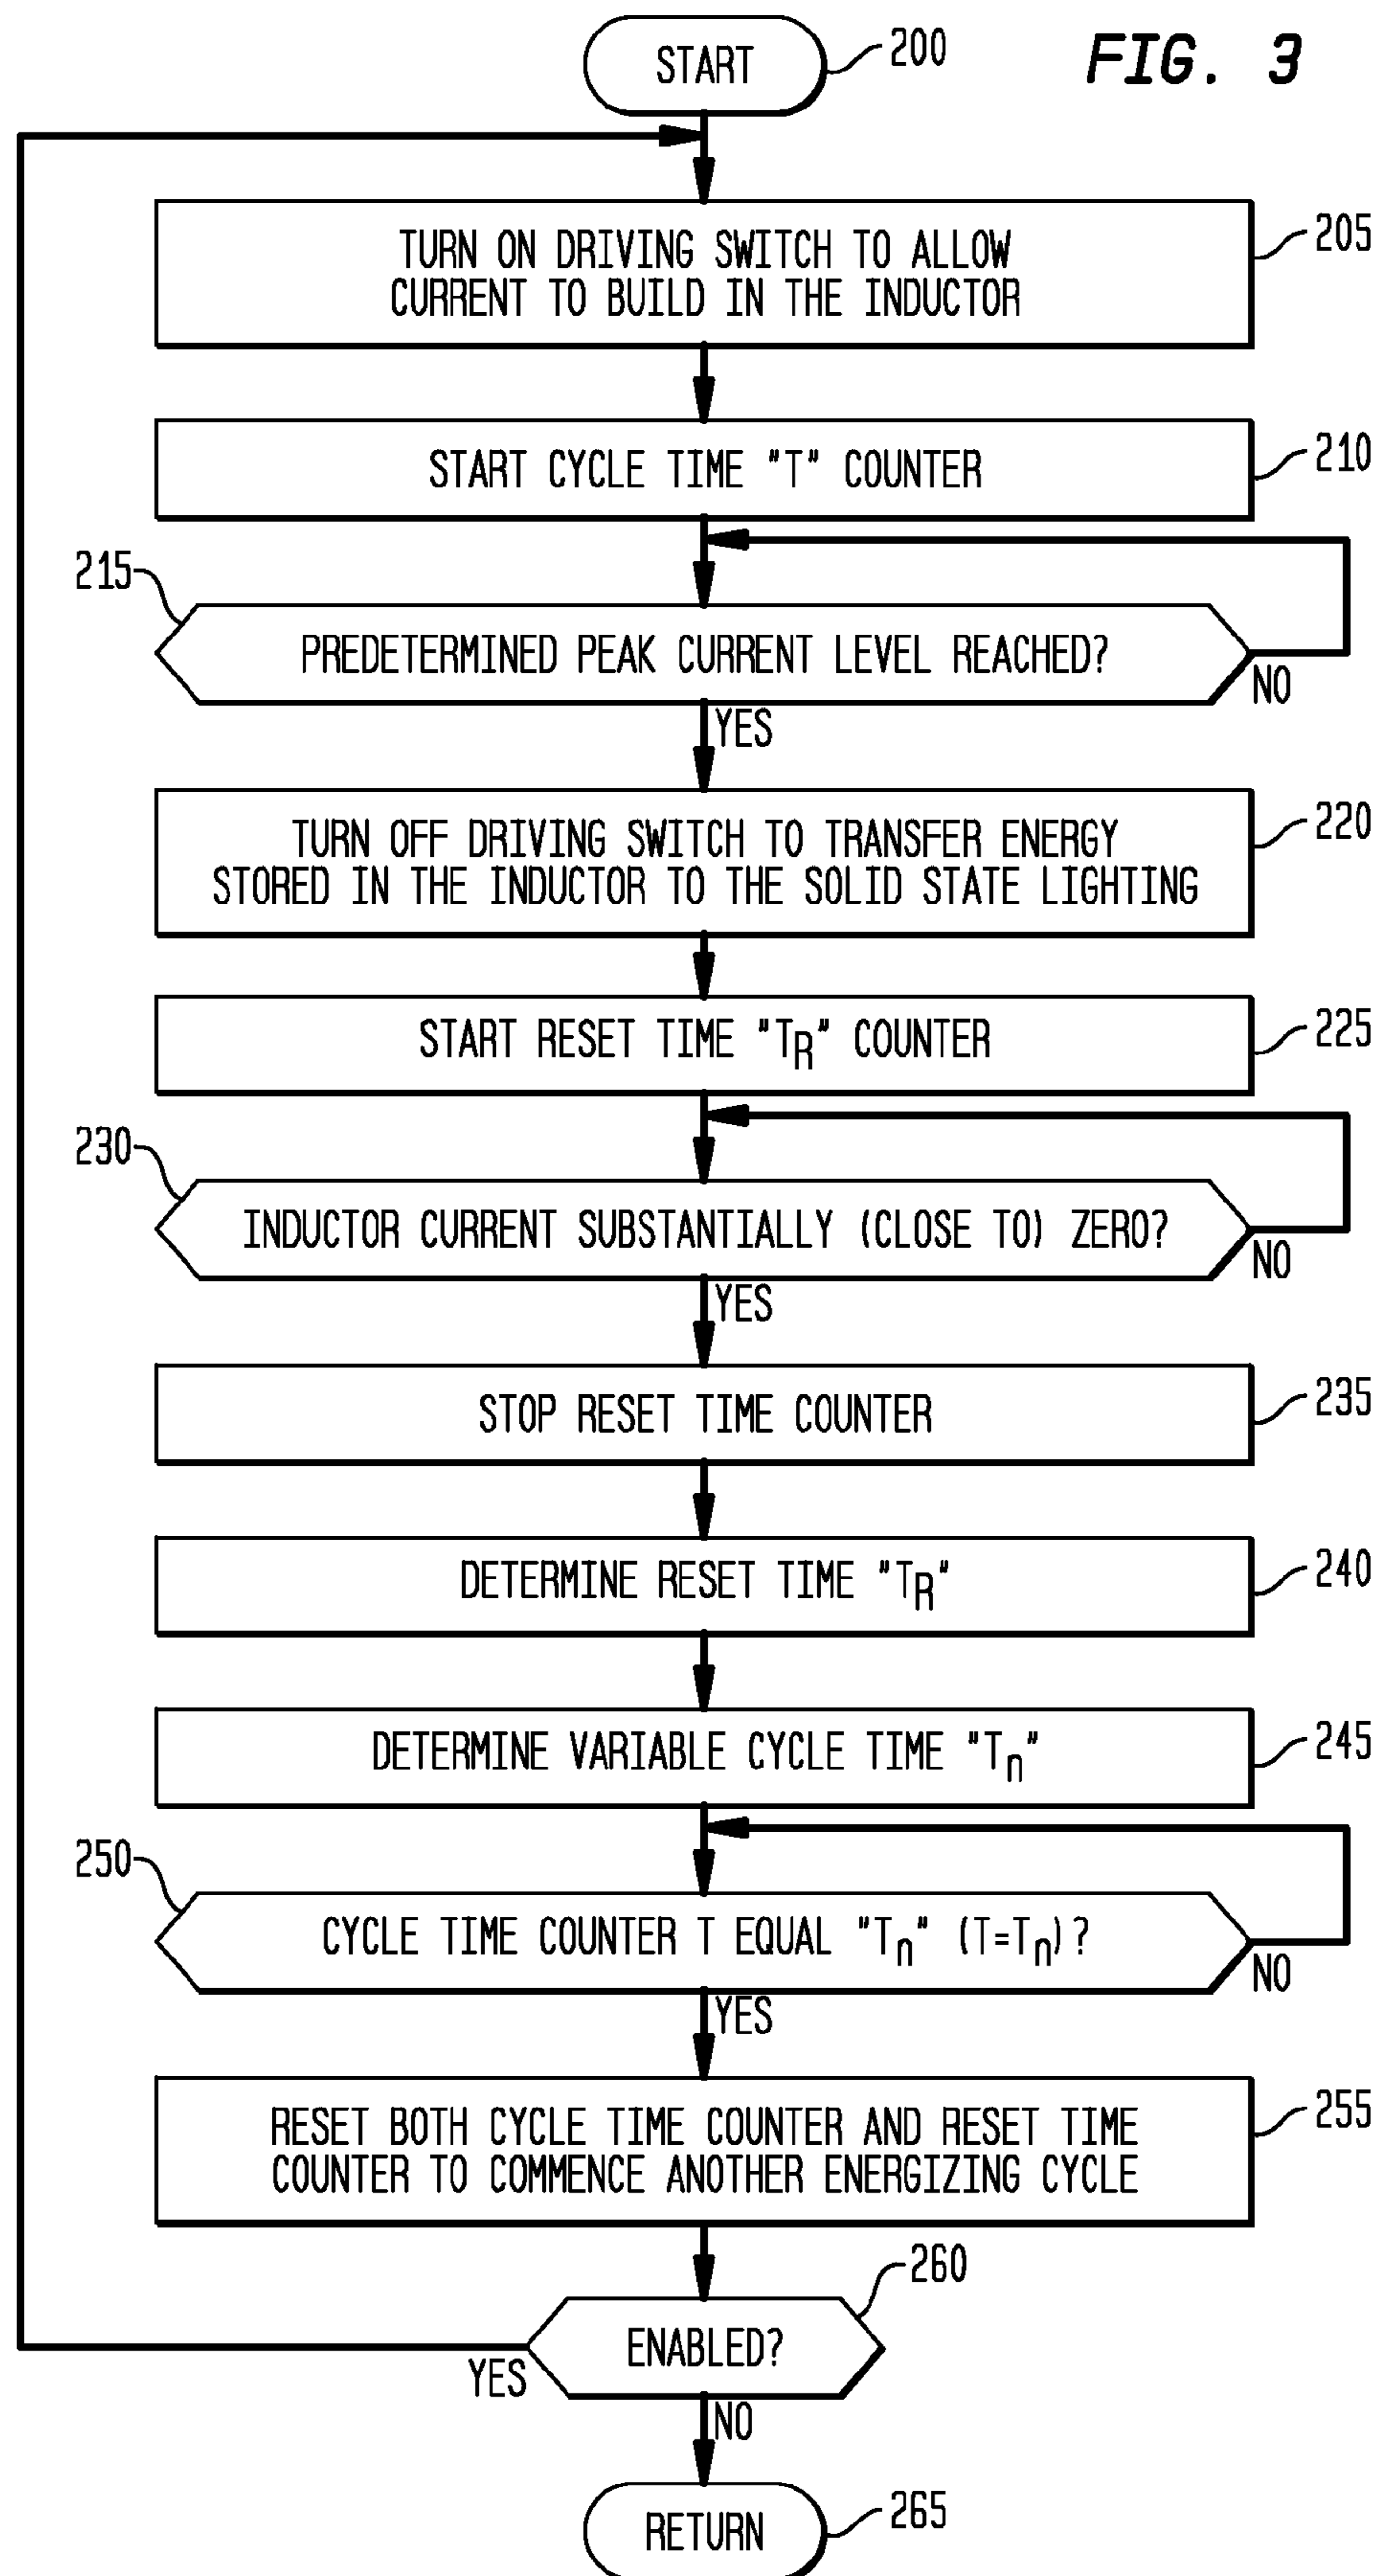 START
200
FIG. 3
TURN ON DRIVING SWITCH TO ALLOW
CURRENT TO BUILD IN THE INDUCTOR
205
START CYCLE TIME "T" COUNTER
210
215
PREDETERMINED PEAK CURRENT LEVEL REACHED?
NO
YES
TURN OFF DRIVING SWITCH TO TRANSFER ENERGY
STORED IN THE INDUCTOR TO THE SOLID STATE LIGHTING
220
START RESET TIME "TR" COUNTER
225
230
INDUCTOR CURRENT SUBSTANTIALLY (CLOSE TO) ZERO?
NO
YES
STOP RESET TIME COUNTER
235
DETERMINE RESET TIME "TR"
240
DETERMINE VARIABLE CYCLE TIME "Tn"
245
250
CYCLE TIME COUNTER T EQUAL "Tn" (T=Tn)?
NO
YES
RESET BOTH CYCLE TIME COUNTER AND RESET TIME
COUNTER TO COMMENCE ANOTHER ENERGIZING CYCLE
255
260
ENABLED?
YES
NO
RETURN
265